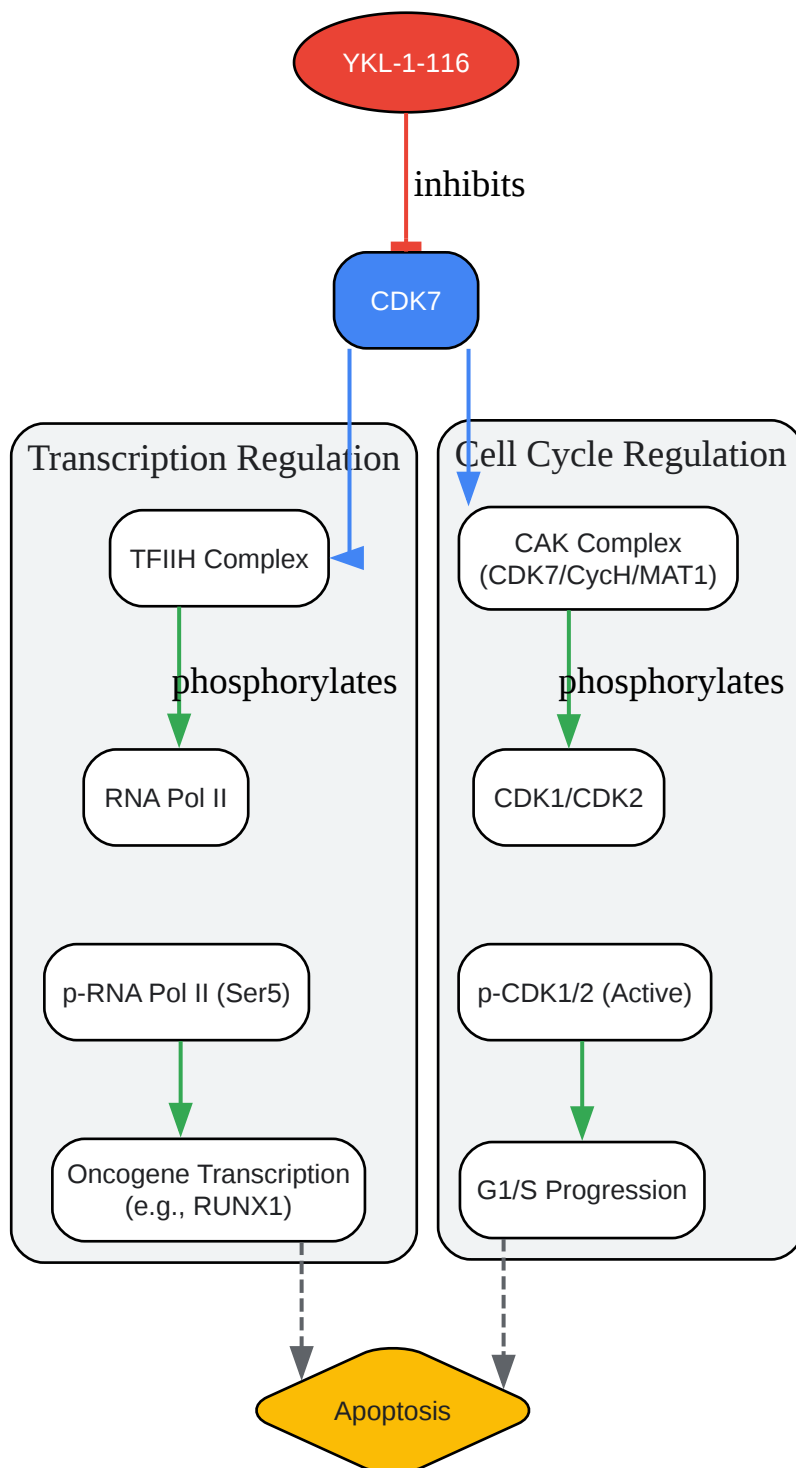 YKL-1-116
inhibits
CDK7
Transcription Regulation
TFIIH Complex
phosphorylates
RNA Pol II
p-RNA Pol II (Ser5)
Oncogene Transcription
(e.g., RUNX1)
Cell Cycle Regulation
CAK Complex
(CDK7/CycH/MAT1)
phosphorylates
CDK1/CDK2
p-CDK1/2 (Active)
G1/S Progression
Apoptosis